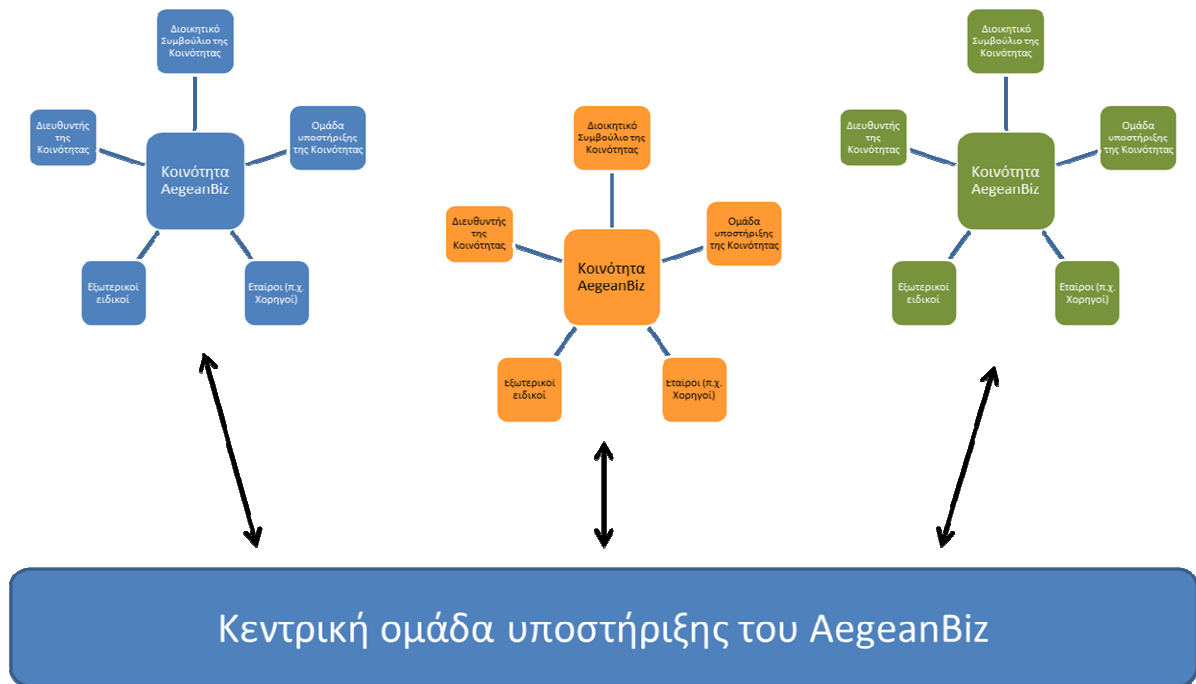 Διοικητικό
Συμβούλιο της
Κοινότητας
Διευθυντής
της
Κοινότητας
Ομάδα
υποστήριξης
της Κοινότητας
Κοινότητα
AegeanBiz
Εξωτερικοί
ειδικοί
Εταίροι (π.χ.
Χορηγοί)
Διοικητικό
Συμβούλιο της
Κοινότητας
Διευθυντής
της
Κοινότητας
Ομάδα
υποστήριξης
της Κοινότητας
Κοινότητα
AegeanBiz
Εξωτερικοί
ειδικοί
Εταίροι (π.χ.
Χορηγοί)
Διοικητικό
Συμβούλιο της
Κοινότητας
Διευθυντής
της
Κοινότητας
Ομάδα
υποστήριξης
της Κοινότητας
Κοινότητα
AegeanBiz
Εξωτερικοί
ειδικοί
Εταίροι (π.χ.
Χορηγοί)
Κεντρική ομάδα υποστήριξης του AegeanBiz